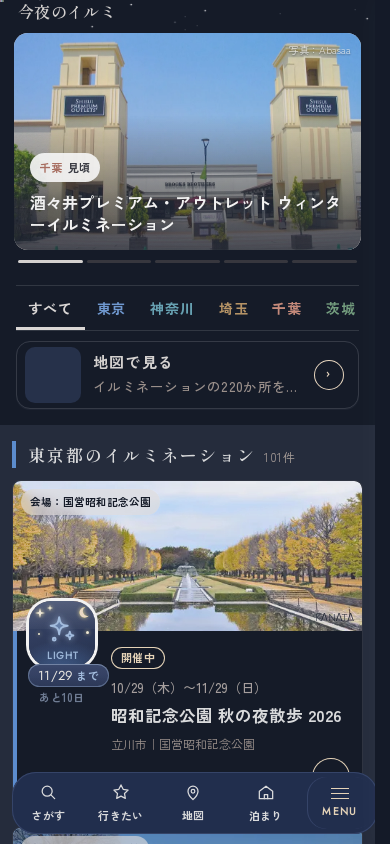 今夜のイルミ
写真：Abasaa
SHISUI
PREMIUM
OUTLETS
SHISUI
PREMIUM
OUTLETS
千葉 見頃
酒々井プレミアム・アウトレット ウィンタ
ーイルミネーション
すべて 東京 神奈川 埼玉 千葉 茨城
地図で見る
イルミネーションの220か所を…
東京都のイルミネーション 101件
会場：国営昭和記念公園
KANATA
LIGHT
11/29 まで
あと10日
開催中
10/29（木）〜11/29（日）
昭和記念公園 秋の夜散歩 2026
立川市｜国営昭和記念公園
さがす 行きたい 地図 泊まり MENU